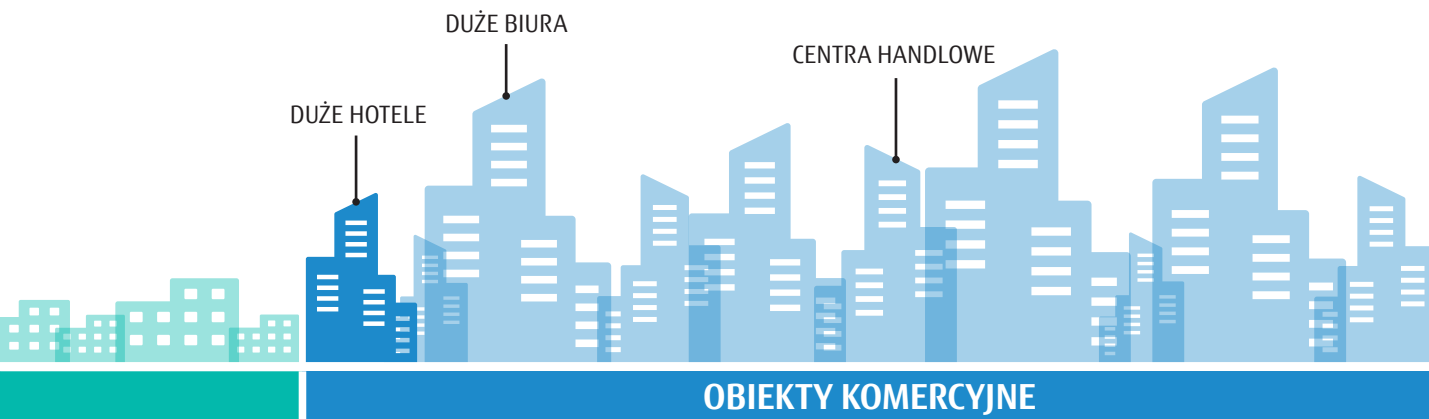 DUŻE BIURA
CENTRA HANDLOWE
DUŻE HOTELE
OBIEKTY KOMERCYJNE